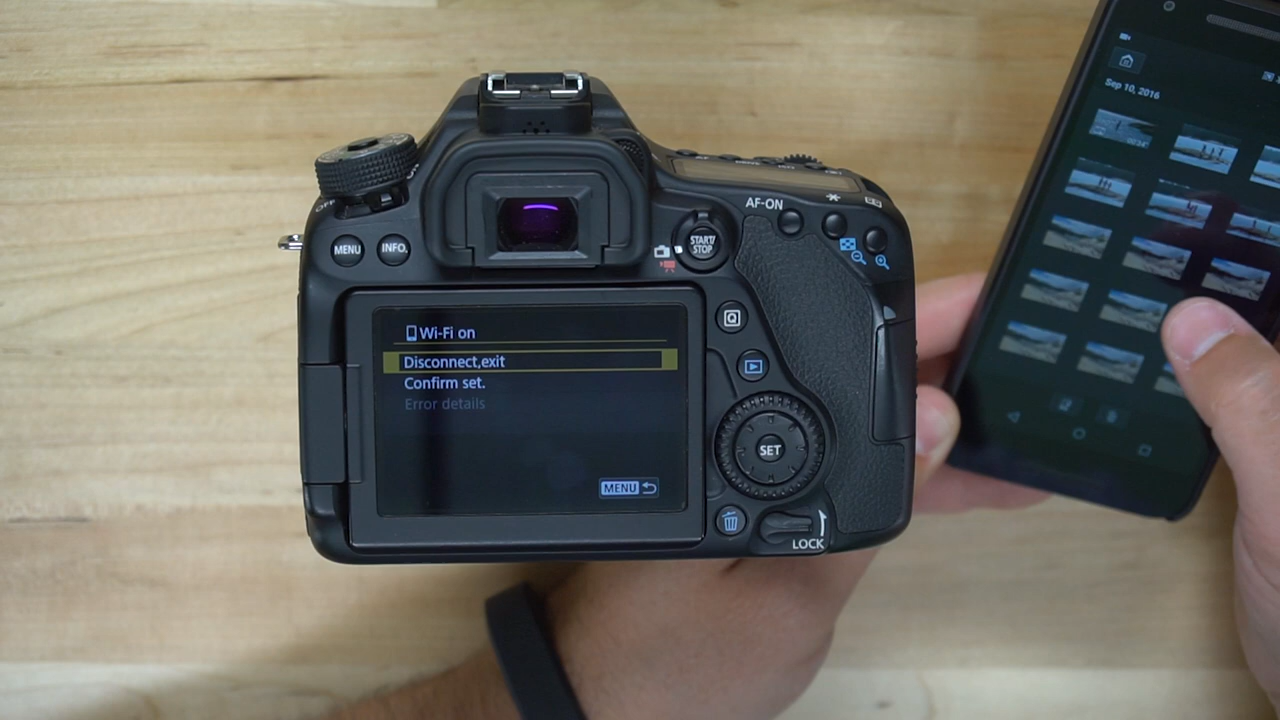 Sep 10, 2016
OFF
MENU
INFO.
AF-ON
START/
STOP
Q
Wi-Fi on
Disconnect,exit
Confirm set.
Error details
MENU
SET
LOCK